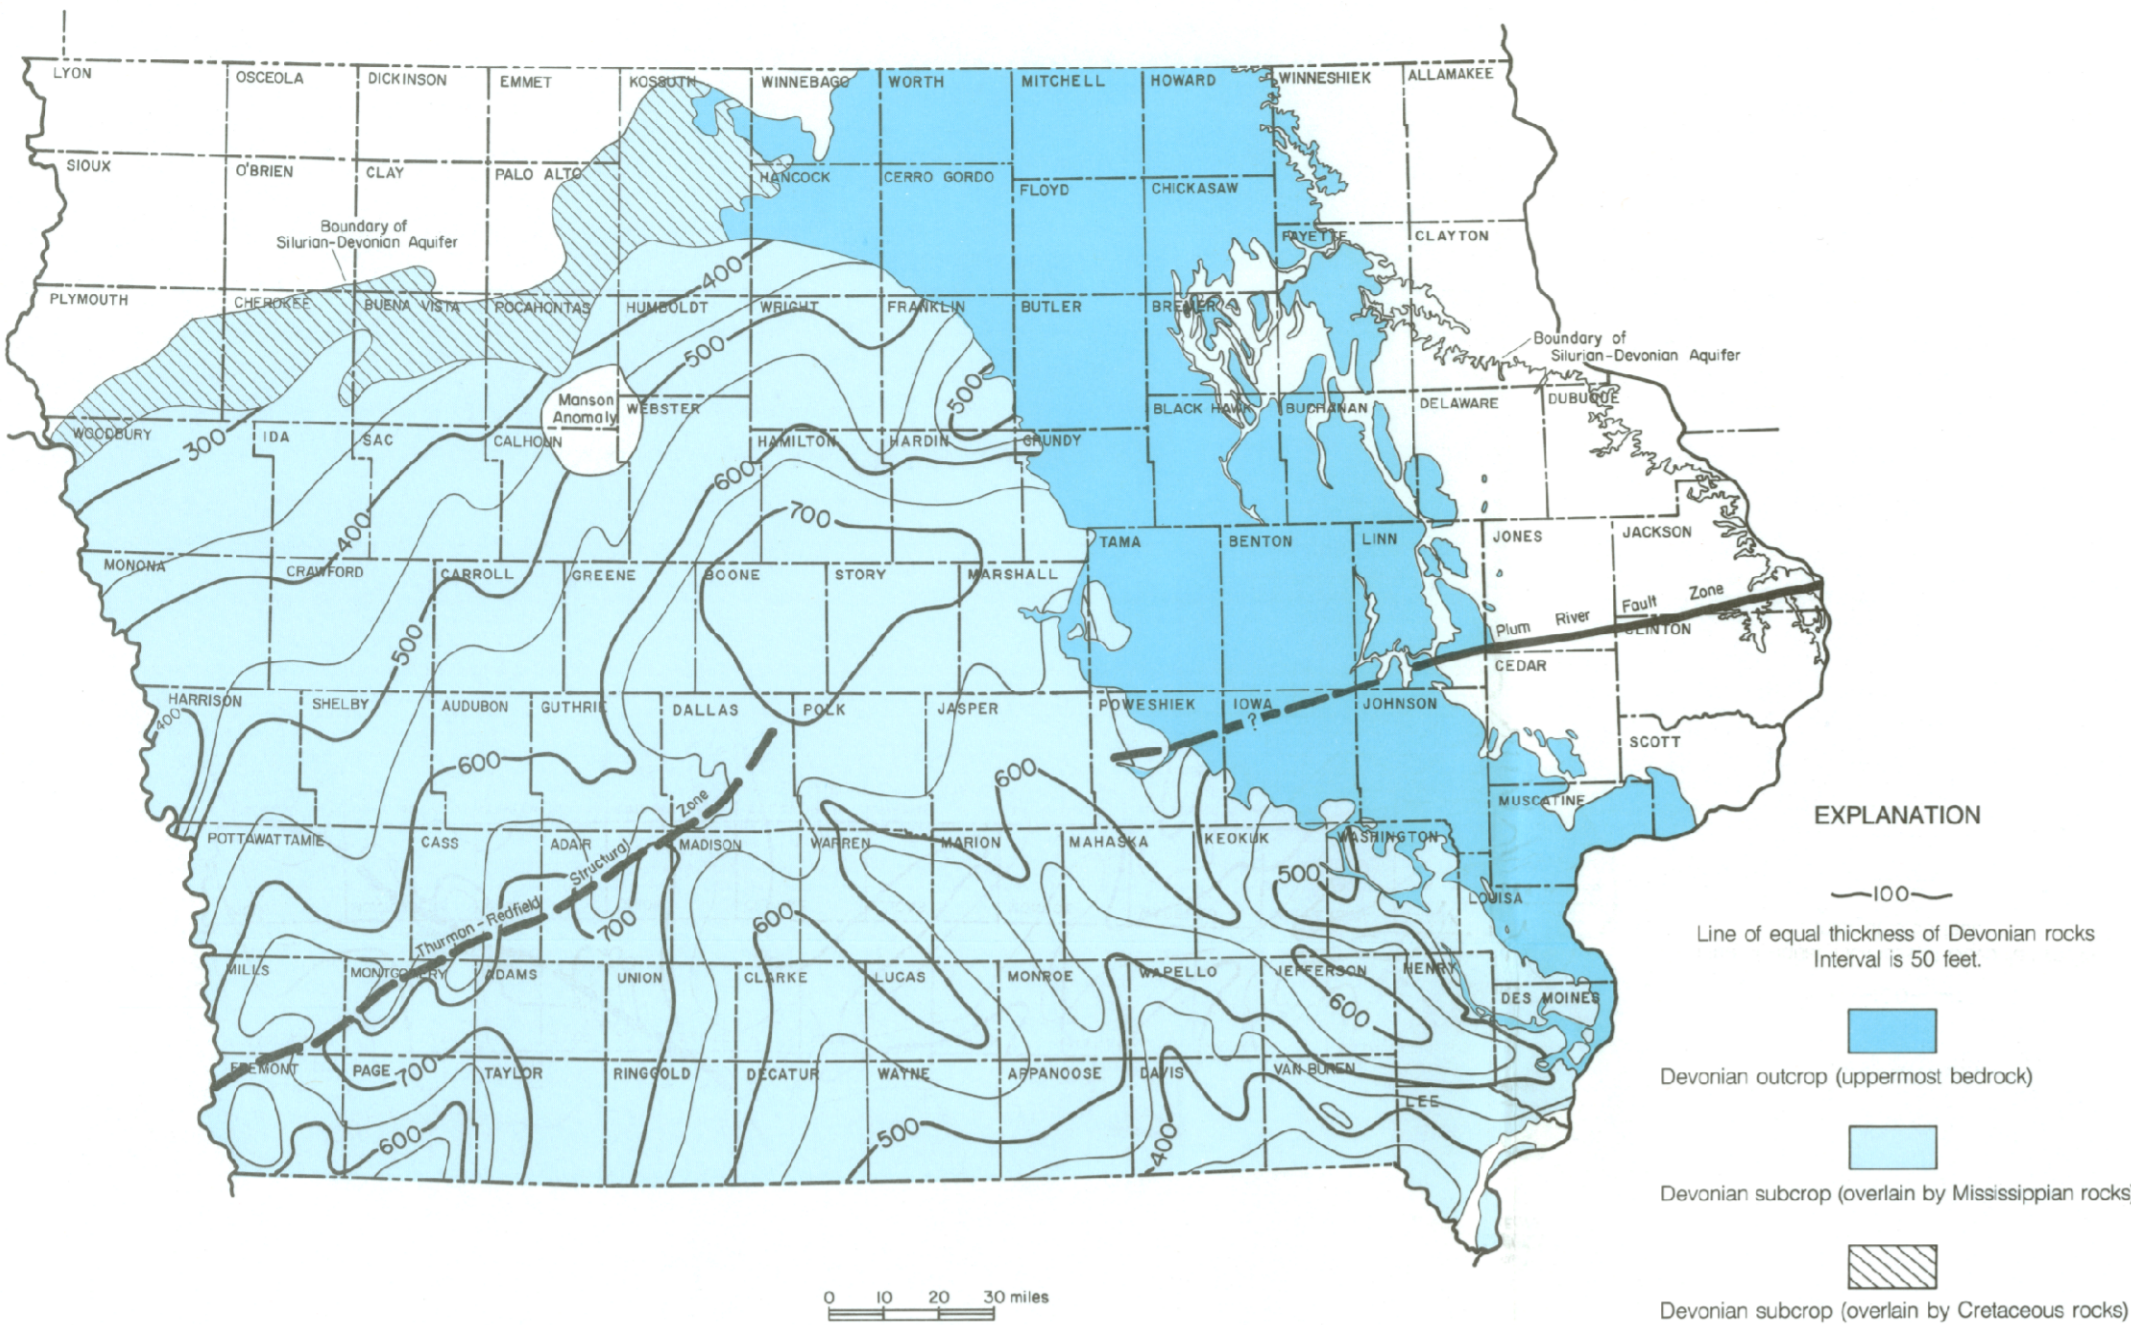 LYON
OSCEOLA
DICKINSON
EMMET
KOSSUTH
WINNEBAGO
WORTH
MITCHELL
HOWARD
WINNESHIEK
ALLAMAKEE
SIOUX
O'BRIEN
CLAY
PALO ALTO
HANCOCK
CERRO GORDO
FLOYD
CHICKASAW
Boundary of
Silurian-Devonian Aquifer
FAYETTE
CLAYTON
PLYMOUTH
CHEROKEE
BUENA VISTA
POCAHONTAS
HUMBOLDT
WRIGHT
FRANKLIN
BUTLER
BREMER
400
500
500
Boundary of
Silurian-Devonian Aquifer
Manson
Anomaly
WEBSTER
BLACK HAWK
BUCHANAN
DELAWARE
DUBUQUE
WOODBURY
300
IDA
SAC
CALHOUN
HAMILTON
HARDIN
GRUNDY
600
700
400
MONONA
CRAWFORD
CARROLL
GREENE
BOONE
STORY
MARSHALL
TAMA
BENTON
LINN
JONES
JACKSON
Plum River Fault Zone
CLINTON
CEDAR
500
HARRISON
400
SHELBY
AUDUBON
GUTHRIE
DALLAS
POLK
JASPER
POWESHIEK
IOWA
?
JOHNSON
SCOTT
600
600
MUSCATINE
POTTAWATTAMIE
CASS
ADAIR
MADISON
WARREN
MARION
MAHASKA
KEOKUK
WASHINGTON
Thurman-Redfield Structural Zone
500
LOUISA
700
600
MILLS
MONTGOMERY
ADAMS
UNION
CLARKE
LUCAS
MONROE
WAPELLO
JEFFERSON
HENRY
DES MOINES
600
FREMONT
PAGE
700
TAYLOR
RINGGOLD
DECATUR
WAYNE
APPANOOSE
DAVIS
VAN BUREN
LEE
600
500
400
EXPLANATION
100
Line of equal thickness of Devonian rocks
Interval is 50 feet.
Devonian outcrop (uppermost bedrock)
Devonian subcrop (overlain by Mississippian rocks)
Devonian subcrop (overlain by Cretaceous rocks)
0 10 20 30 miles